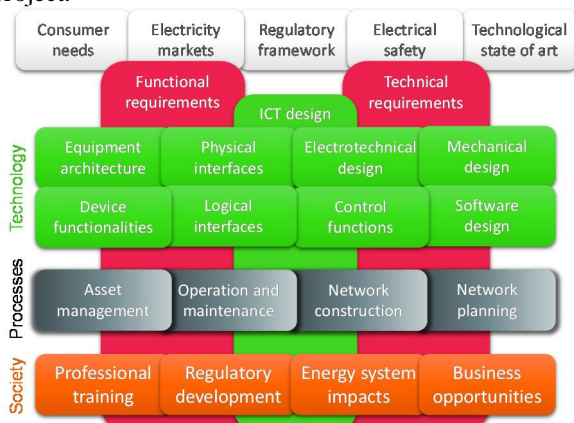 Consumer needs
Electricity markets
Regulatory framework
Electrical safety
Technological state of art
Functional requirements
Technical requirements
ICT design
Technology
Equipment architecture
Physical interfaces
Electrotechnical design
Mechanical design
Device functionalities
Logical interfaces
Control functions
Software design
Processes
Asset management
Operation and maintenance
Network construction
Network planning
Society
Professional training
Regulatory development
Energy system impacts
Business opportunities